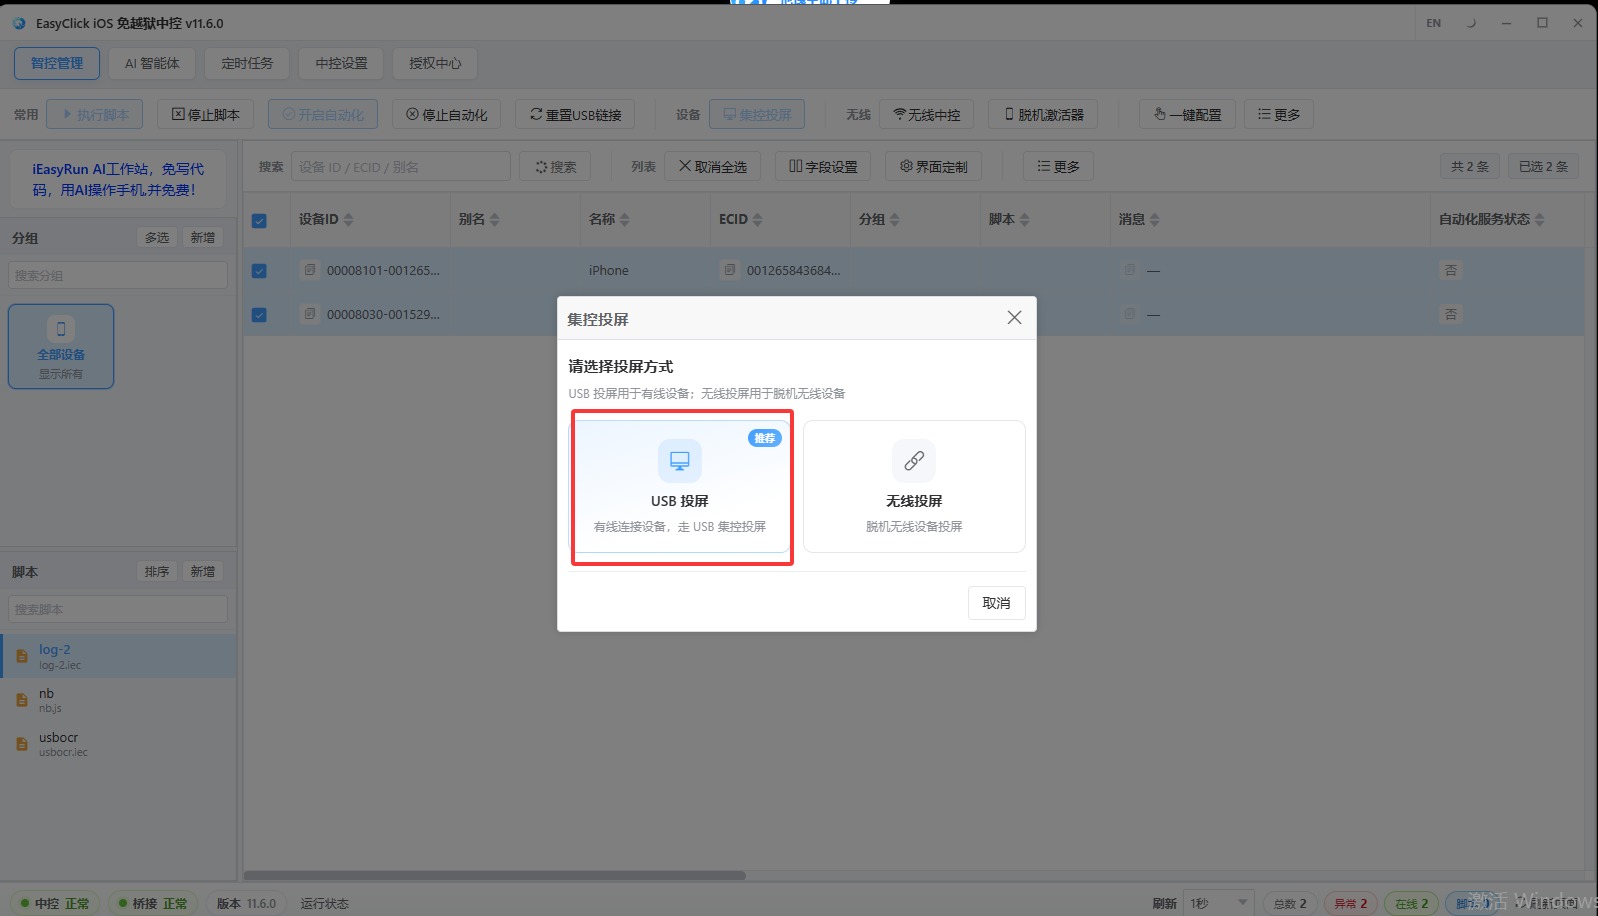 EasyClick iOS 免越獄中控 v11.6.0
EN
智控管理
AI 智能体
定时任务
中控设置
授权中心
常用
执行脚本
停止脚本
开启自动化
停止自动化
重置USB链接
设备
集控投屏
无线
无线中控
脱机激活器
一键配置
更多
iEasyRun AI工作站，免写代
码，用AI操作手机,并免费！
搜索
设备 ID / ECID / 别名
搜索
列表
取消全选
字段设置
界面定制
更多
共 2 条
已选 2 条
分组
多选
新增
搜索分组
全部设备
显示所有
设备ID
别名
名称
ECID
分组
脚本
消息
自动化服务状态
00008101-001265...
iPhone
001265843684...
—
否
00008030-001529...
—
否
集控投屏
请选择投屏方式
USB 投屏用于有线设备；无线投屏用于脱机无线设备
推荐
USB 投屏
有线连接设备，走 USB 集控投屏
无线投屏
脱机无线设备投屏
取消
脚本
排序
新增
搜索脚本
log-2
log-2.iec
nb
nb.js
usbocr
usbocr.iec
中控 正常
桥接 正常
版本 11.6.0
运行状态
刷新
1秒
总数 2
异常 2
在线 2
激活 Windows